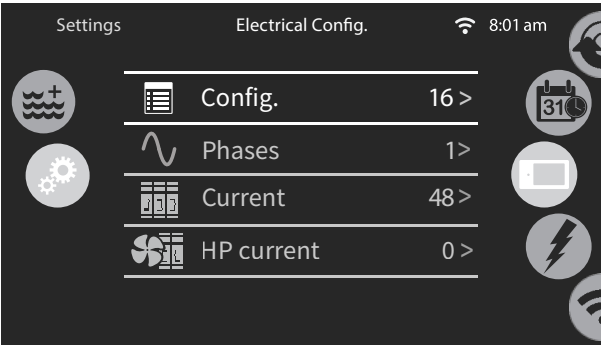 Settings Electrical Config. 8:01 am
Config. 16 >
31
Phases 1 >
Current 48 >
HP current 0 >